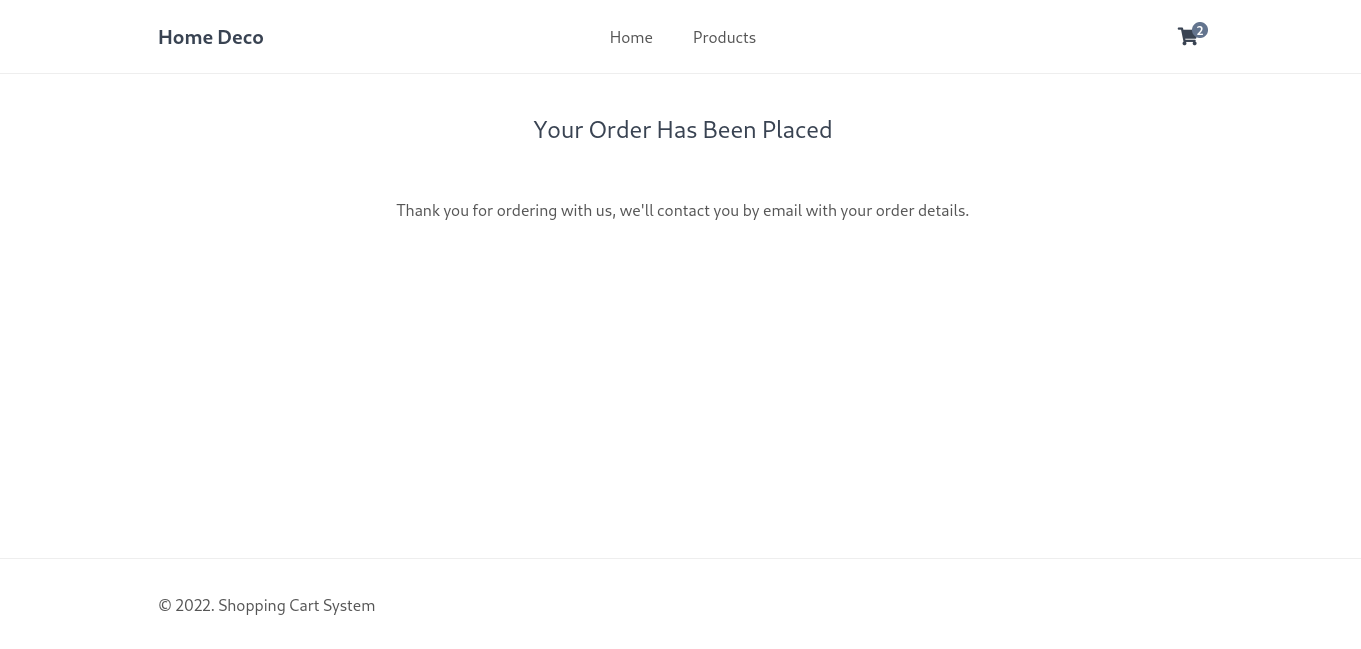 Home Deco
Home
Products
2
Your Order Has Been Placed
Thank you for ordering with us, we'll contact you by email with your order details.
© 2022. Shopping Cart System